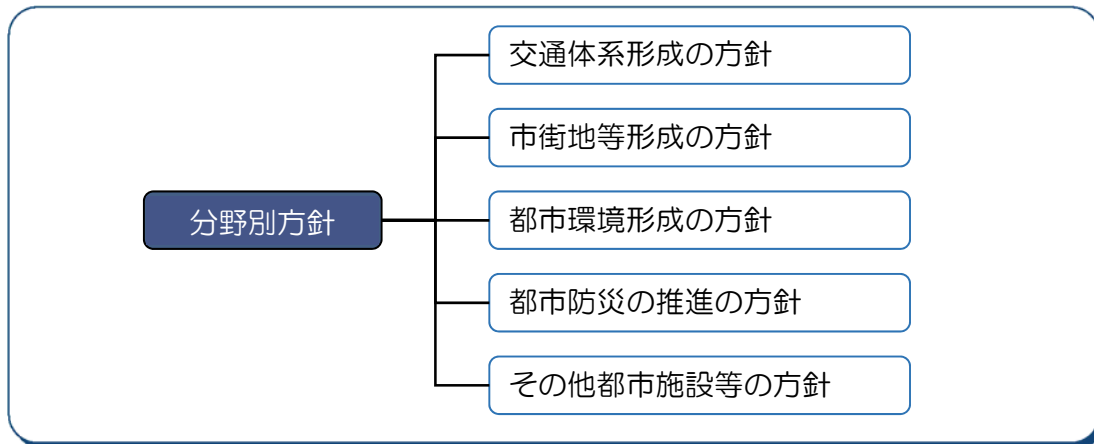 分野別方針
交通体系形成の方針
市街地等形成の方針
都市環境形成の方針
都市防災の推進の方針
その他都市施設等の方針